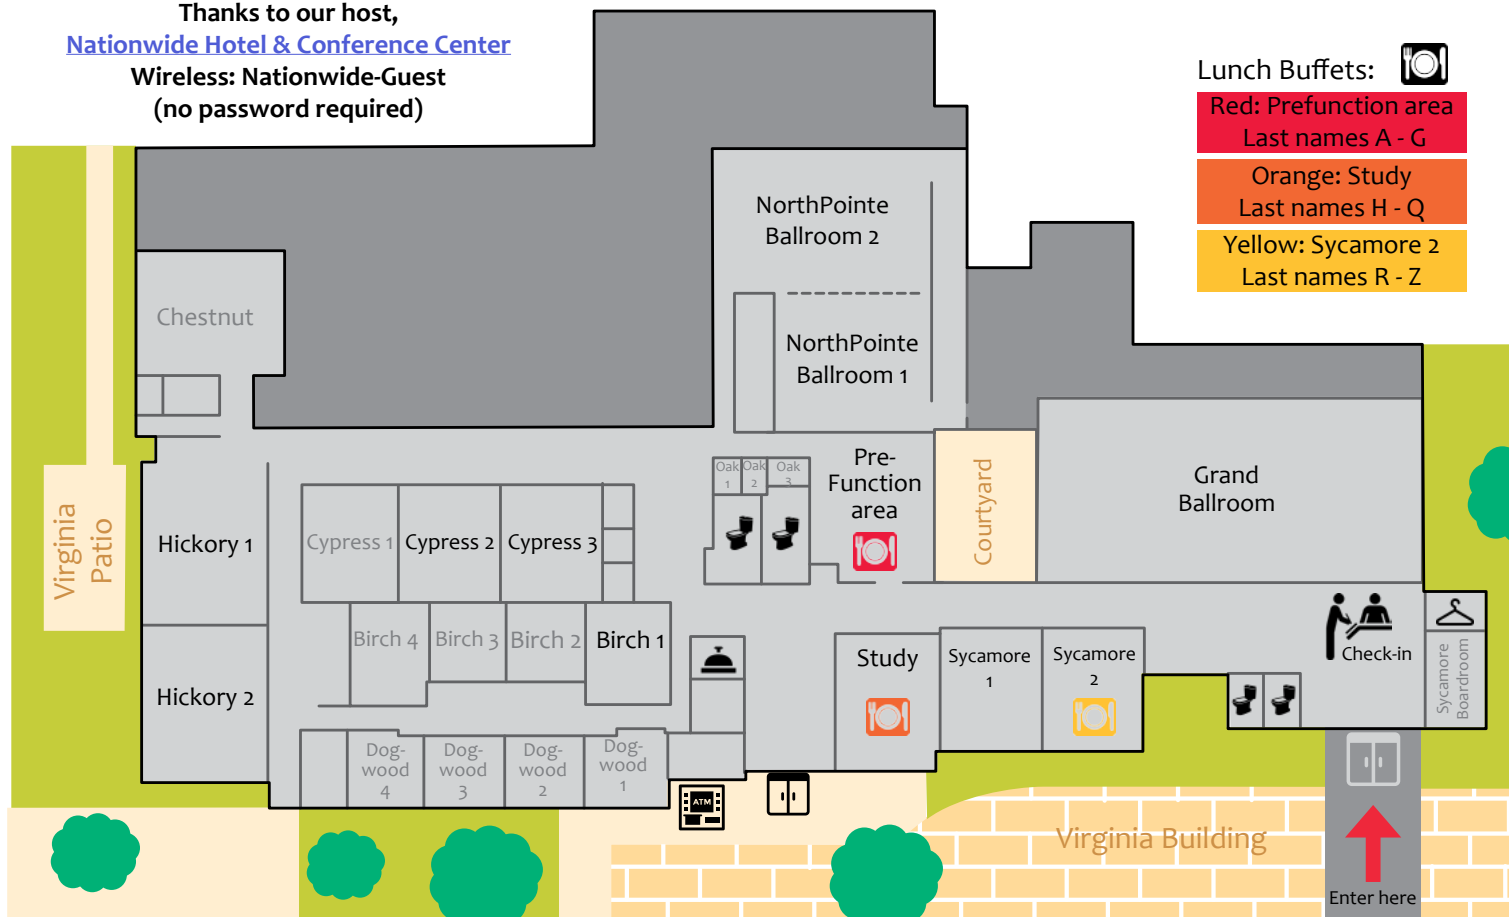 Thanks to our host,
Nationwide Hotel & Conference Center
Wireless: Nationwide-Guest
(no password required)
Lunch Buffets:
Red: Prefunction area
Last names A - G
Orange: Study
Last names H - Q
Yellow: Sycamore 2
Last names R - Z
NorthPointe
Ballroom 2
Chestnut
NorthPointe
Ballroom 1
Oak
1
Oak
2
Oak
3
Pre-
Function
area
Courtyard
Grand
Ballroom
Virginia
Patio
Hickory 1
Cypress 1
Cypress 2
Cypress 3
Birch 4
Birch 3
Birch 2
Birch 1
Study
Sycamore
1
Sycamore
2
Check-in
Sycamore
Boardroom
Hickory 2
Dog-
wood
4
Dog-
wood
3
Dog-
wood
2
Dog-
wood
1
ATM
Virginia Building
Enter here